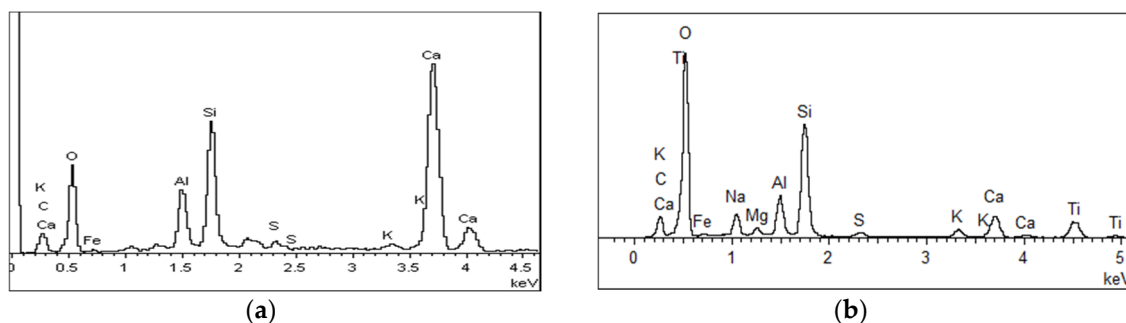 Ca
Si
O
Al
K
C
Ca
Fe
S
S
K
K
Ca
0 0.5 1 1.5 2 2.5 3 3.5 4 4.5
keV
(a)
O
Ti
Si
K
C
Ca
Fe
Na
Mg
Al
S
K
K
Ca
Ca
Ti
Ti
0 1 2 3 4 5
keV
(b)